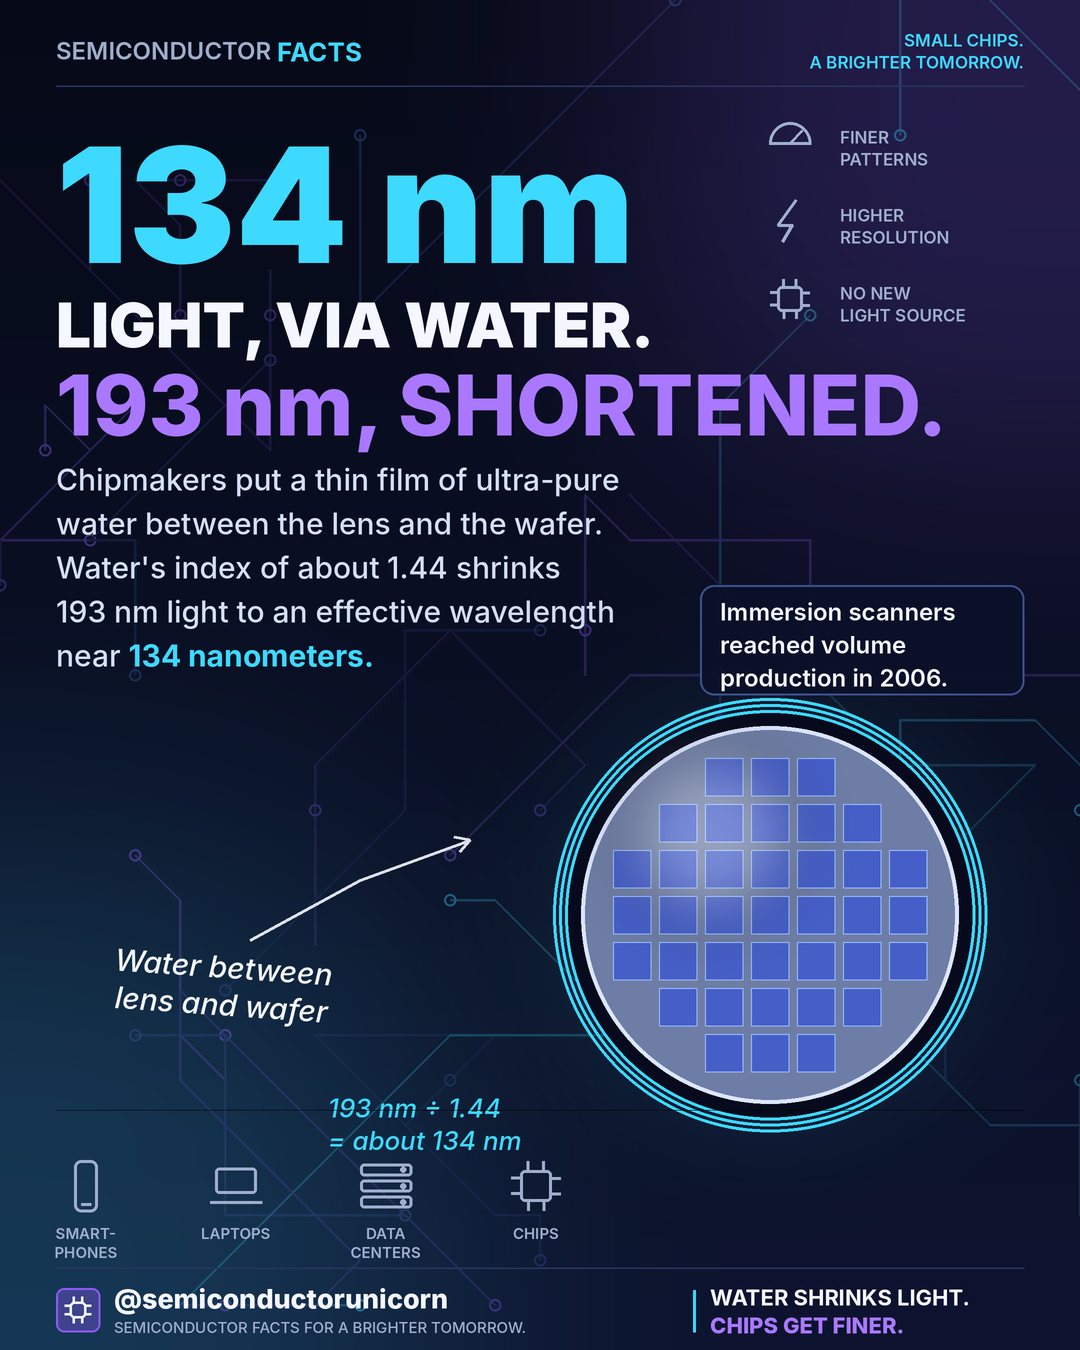 SEMICONDUCTOR FACTS
SMALL CHIPS.
A BRIGHTER TOMORROW.
134 nm
LIGHT, VIA WATER.
193 nm, SHORTENED.
FINER
PATTERNS
HIGHER
RESOLUTION
NO NEW
LIGHT SOURCE
Chipmakers put a thin film of ultra-pure
water between the lens and the wafer.
Water's index of about 1.44 shrinks
193 nm light to an effective wavelength
near 134 nanometers.
Immersion scanners
reached volume
production in 2006.
Water between
lens and wafer
193 nm ÷ 1.44
= about 134 nm
SMART-
PHONES
LAPTOPS
DATA
CENTERS
CHIPS
@semiconductorunicorn
SEMICONDUCTOR FACTS FOR A BRIGHTER TOMORROW.
WATER SHRINKS LIGHT.
CHIPS GET FINER.